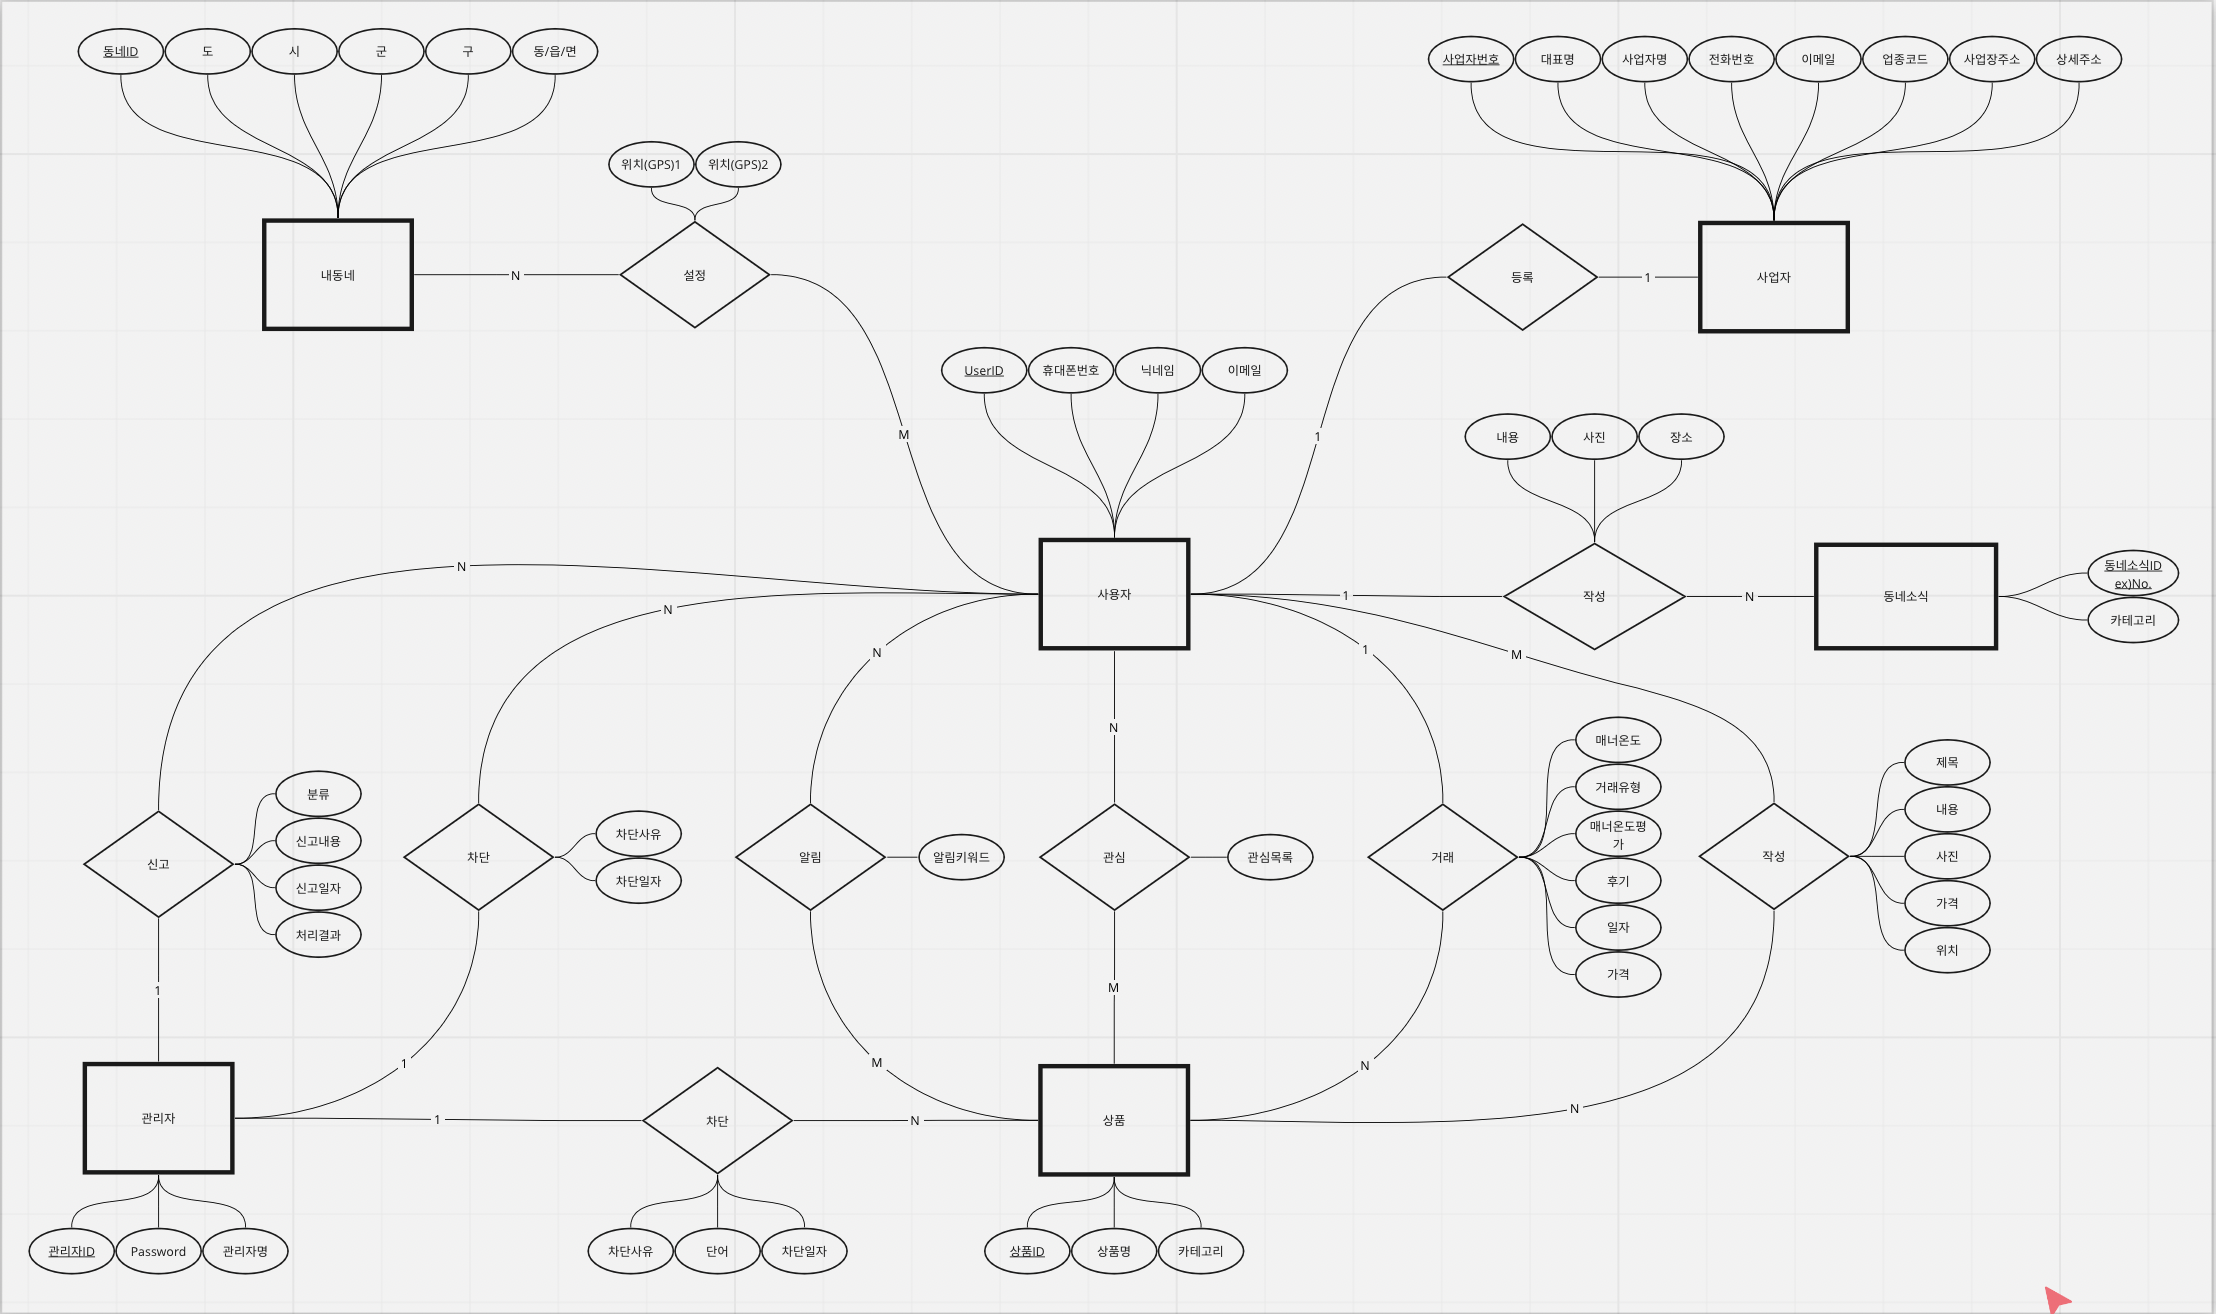 동네ID
도
시
군
구
동/읍/면
사업자번호
대표명
사업자명
전화번호
이메일
업종코드
사업장주소
상세주소
위치(GPS)1
위치(GPS)2
내동네
N
설정
등록
1
사업자
UserID
휴대폰번호
닉네임
이메일
M
1
내용
사진
장소
N
N
사용자
1
작성
N
동네소식
동네소식ID
ex)No.
카테고리
N
1
M
N
분류
신고내용
신고일자
처리결과
신고
차단
차단사유
차단일자
알림
알림키워드
관심
관심목록
거래
매너온도
거래유형
매너온도평
가
후기
일자
가격
작성
제목
내용
사진
가격
위치
1
M
1
M
N
N
관리자
1
차단
N
상품
관리자ID
Password
관리자명
차단사유
단어
차단일자
상품ID
상품명
카테고리